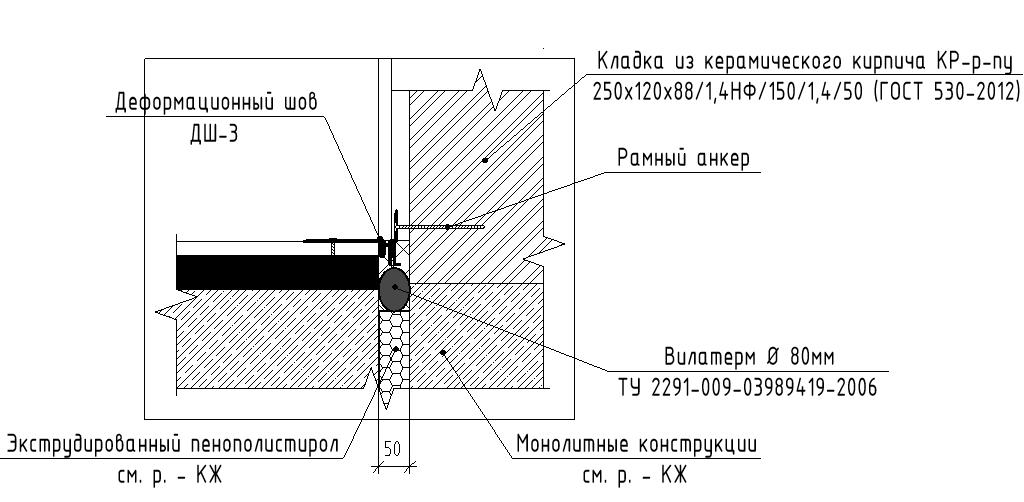 Кладка из керамического кирпича КР-р-пу
250х120х88/1,4НФ/150/1,4/50 (ГОСТ 530-2012)
Деформационный шов
ДШ-3
Рамный анкер
Вилатерм Ø 80мм
ТУ 2291-009-03989419-2006
Экструдированный пенополистирол
см. р. - КЖ
50
Монолитные конструкции
см. р. - КЖ